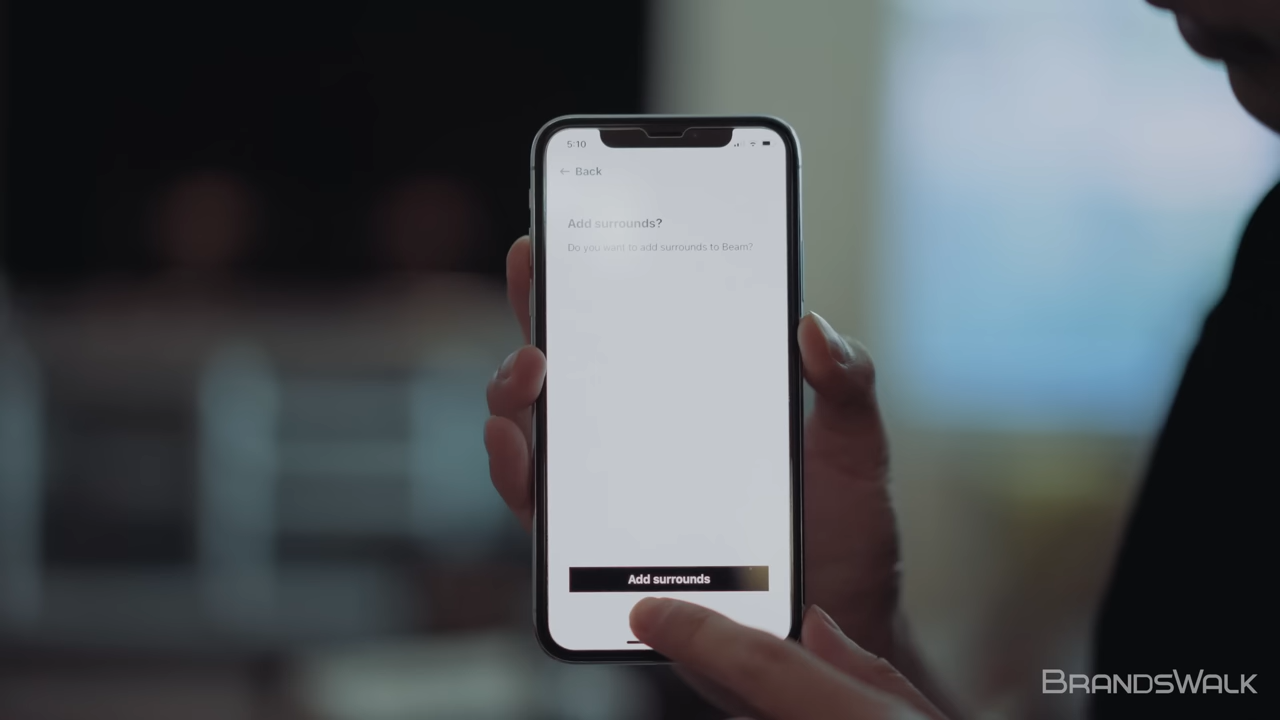 5:10
← Back
Add surrounds?
Do you want to add surrounds to Beam?
Add surrounds
BRANDSWALK